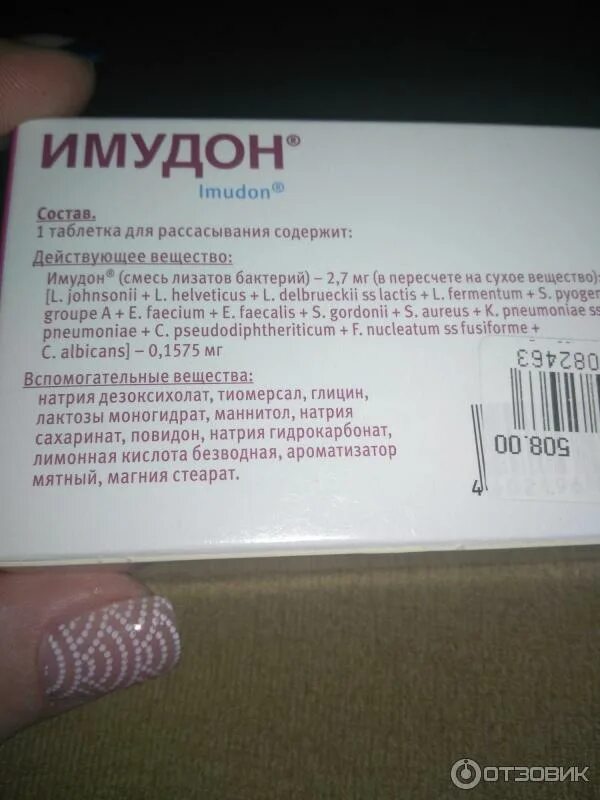 ИМУДОН®
Imudon®
Состав.
1 таблетка для рассасывания содержит:
Действующее вещество:
Имудон® (смесь лизатов бактерий) – 2,7 мг (в пересчете на сухое вещество):
[L. johnsonii + L. helveticus + L. delbrueckii ss lactis + L. fermentum + S. pyogen
groupe A + E. faecium + E. faecalis + S. gordonii + S. aureus + K. pneumoniae ss
pneumoniae + C. pseudodiphtheriticum + F. nucleatum ss fusiforme +
C. albicans] – 0,1575 мг
Вспомогательные вещества:
натрия дезоксихолат, тиомерсал, глицин,
лактозы моногидрат, маннитол, натрия
сахаринат, повидон, натрия гидрокарбонат,
лимонная кислота безводная, ароматизатор
мятный, магния стеарат.
082463
508.00
4
ОТЗОВИК